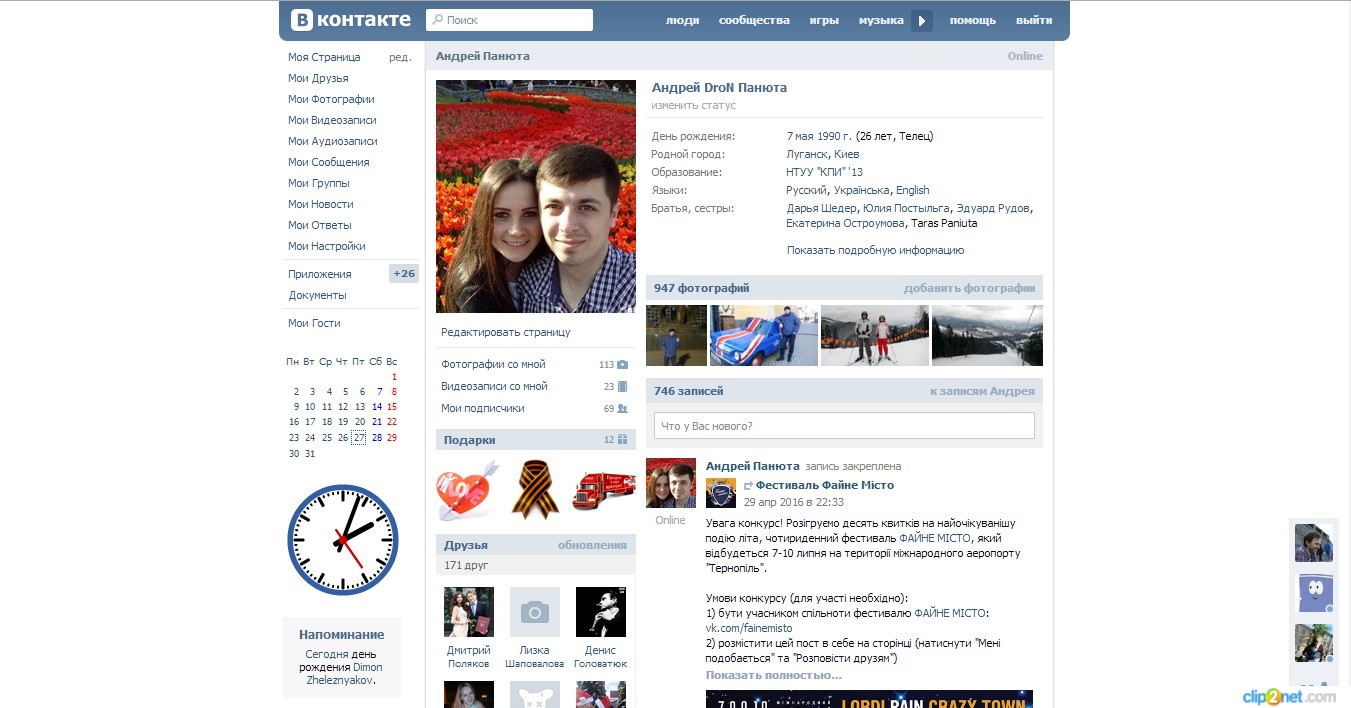 В контакте
Поиск
люди
сообщества
игры
музыка
помощь
выйти
Моя Страница
ред.
Мои Друзья
Мои Фотографии
Мои Видеозаписи
Мои Аудиозаписи
Мои Сообщения
Мои Группы
Мои Новости
Мои Ответы
Мои Настройки
Приложения
+26
Документы
Мои Гости
Пн Вт Ср Чт Пт Сб Вс
1
2 3 4 5 6 7 8
9 10 11 12 13 14 15
16 17 18 19 20 21 22
23 24 25 26 27 28 29
30 31
Напоминание
Сегодня день
рождения Dimon
Zheleznyakov.
Андрей Панюта
Online
Редактировать страницу
Фотографии со мной 113
Видеозаписи со мной 23
Мои подписчики 69
Подарки 12
LOVE
Друзья обновления
171 друг
Дмитрий
Поляков
Лизка
Шаповалова
Денис
Головатюк
Андрей DroN Панюта
изменить статус
День рождения: 7 мая 1990 г. (26 лет, Телец)
Родной город: Луганск, Киев
Образование: НТУУ "КПИ" '13
Языки: Русский, Українська, English
Братья, сестры: Дарья Шедер, Юлия Постыльга, Эдуард Рудов,
Екатерина Остроумова, Taras Paniuta
Показать подробную информацию
947 фотографий добавить фотографии
746 записей к записям Андрея
Что у Вас нового?
Андрей Панюта запись закреплена
Фестиваль Файне Місто
29 апр 2016 в 22:33
Online
Увага конкурс! Розігруємо десять квитків на найочікуванішу
подію літа, чотириденний фестиваль ФАЙНЕ МІСТО, який
відбудеться 7-10 липня на території міжнародного аеропорту
"Тернопіль".
Умови конкурсу (для участі необхідно):
1) бути учасником спільноти фестивалю ФАЙНЕ МІСТО:
vk.com/fainemisto
2) розмістити цей пост в себе на сторінці (натиснути "Мені
подобається" та "Розповісти друзям")
Показать полностью...
МІЖНАРОДНИЙ
LORDI PAIN CRAZY TOWN
clip2net.com